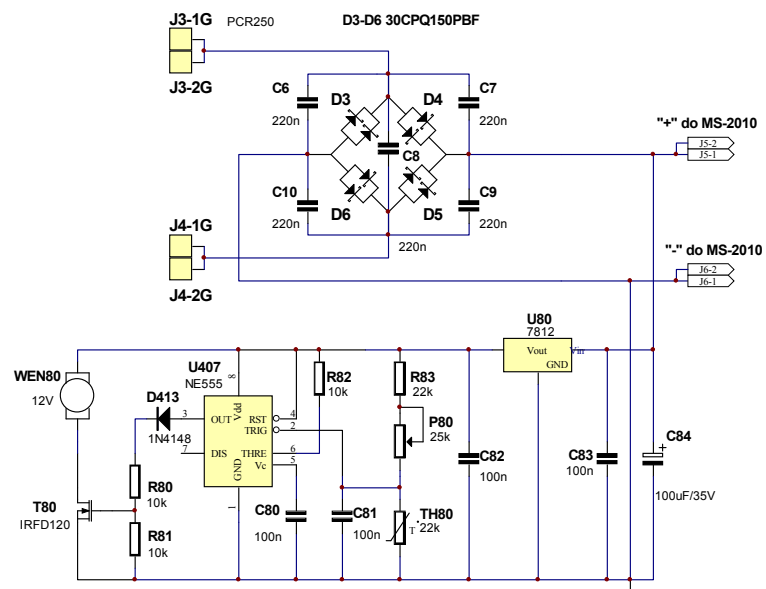 J3-1G PCR250 D3-D6 30CPQ150PBF
J3-2G
C6 D3 D4 C7
220n 220n
"+" do MS-2010
J5-2
J5-1
C8
C10 D6 D5 C9
220n 220n
220n
J4-1G
J4-2G
"-" do MS-2010
J6-2
J6-1
U80
7812
Vout Vin
GND
WEN80
12V
U407
NE555
8
Vdd
D413
1N4148
3 OUT RST 4
TRIG 2
7 DIS THRE 6
Vc 5
GND
1
R82
10k
R83
22k
P80
25k
R80
10k
R81
10k
T80
IRFD120
C80
100n
C81
100n
T
TH80
22k
C82
100n
C83
100n
+
C84
100uF/35V